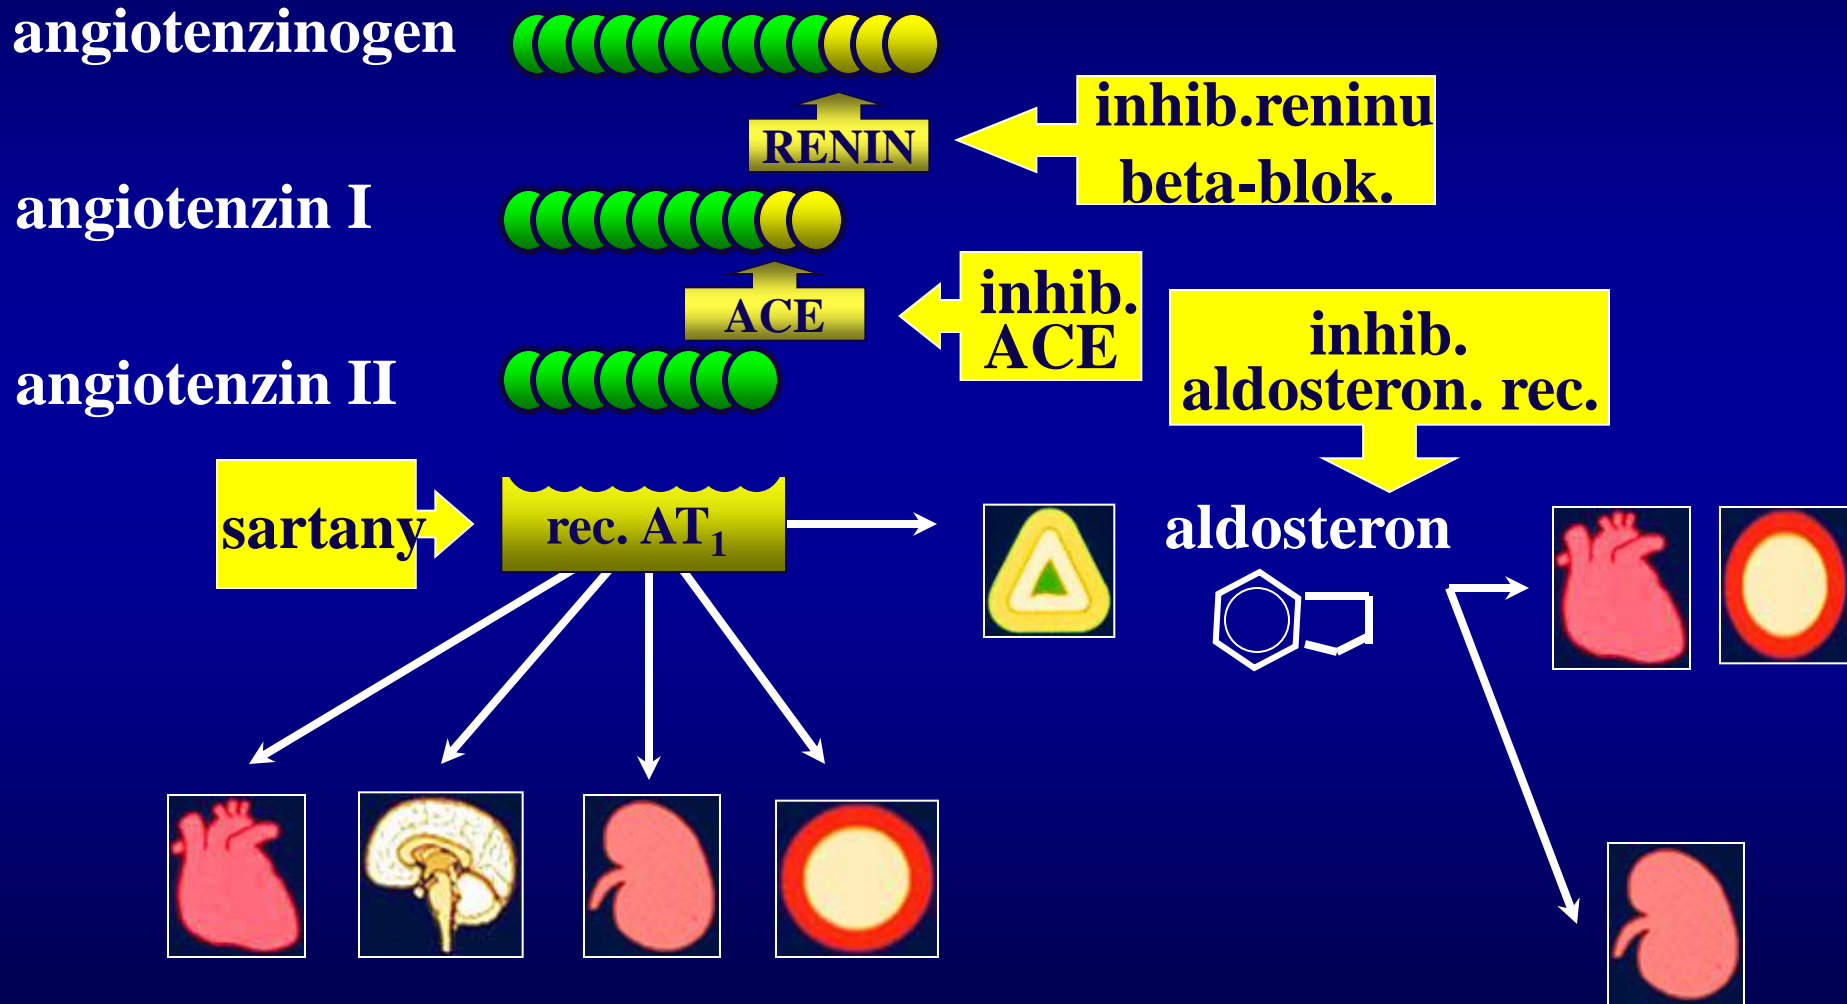 angiotenzinogen
RENIN
inhib.reninu
beta-blok.
angiotenzin I
ACE
inhib.
ACE
inhib.
aldosteron. rec.
angiotenzin II
sartany
rec. AT₁
aldosteron